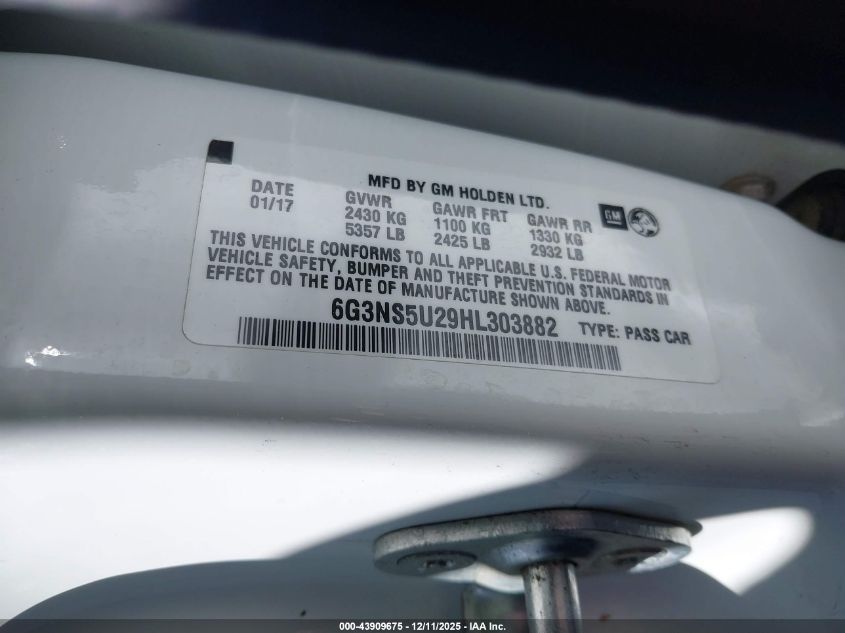 MFD BY GM HOLDEN LTD.
DATE GVWR GAWR FRT GAWR RR GM
01/17 2430 KG 1100 KG 1330 KG
5357 LB 2425 LB 2932 LB
THIS VEHICLE CONFORMS TO ALL APPLICABLE U.S. FEDERAL MOTOR
VEHICLE SAFETY, BUMPER AND THEFT PREVENTION STANDARDS IN
EFFECT ON THE DATE OF MANUFACTURE SHOWN ABOVE.
6G3NS5U29HL303882 TYPE: PASS CAR
000-43909675 - 12/11/2025 - IAA Inc.